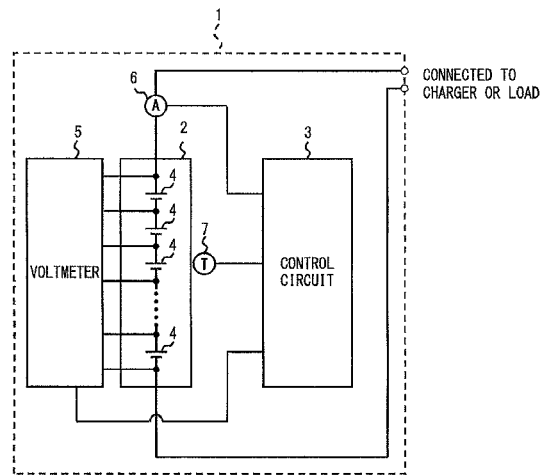 1
6
A
CONNECTED TO
CHARGER OR LOAD
5
2
3
4
4
4
7
T
VOLTMETER
CONTROL
CIRCUIT
4